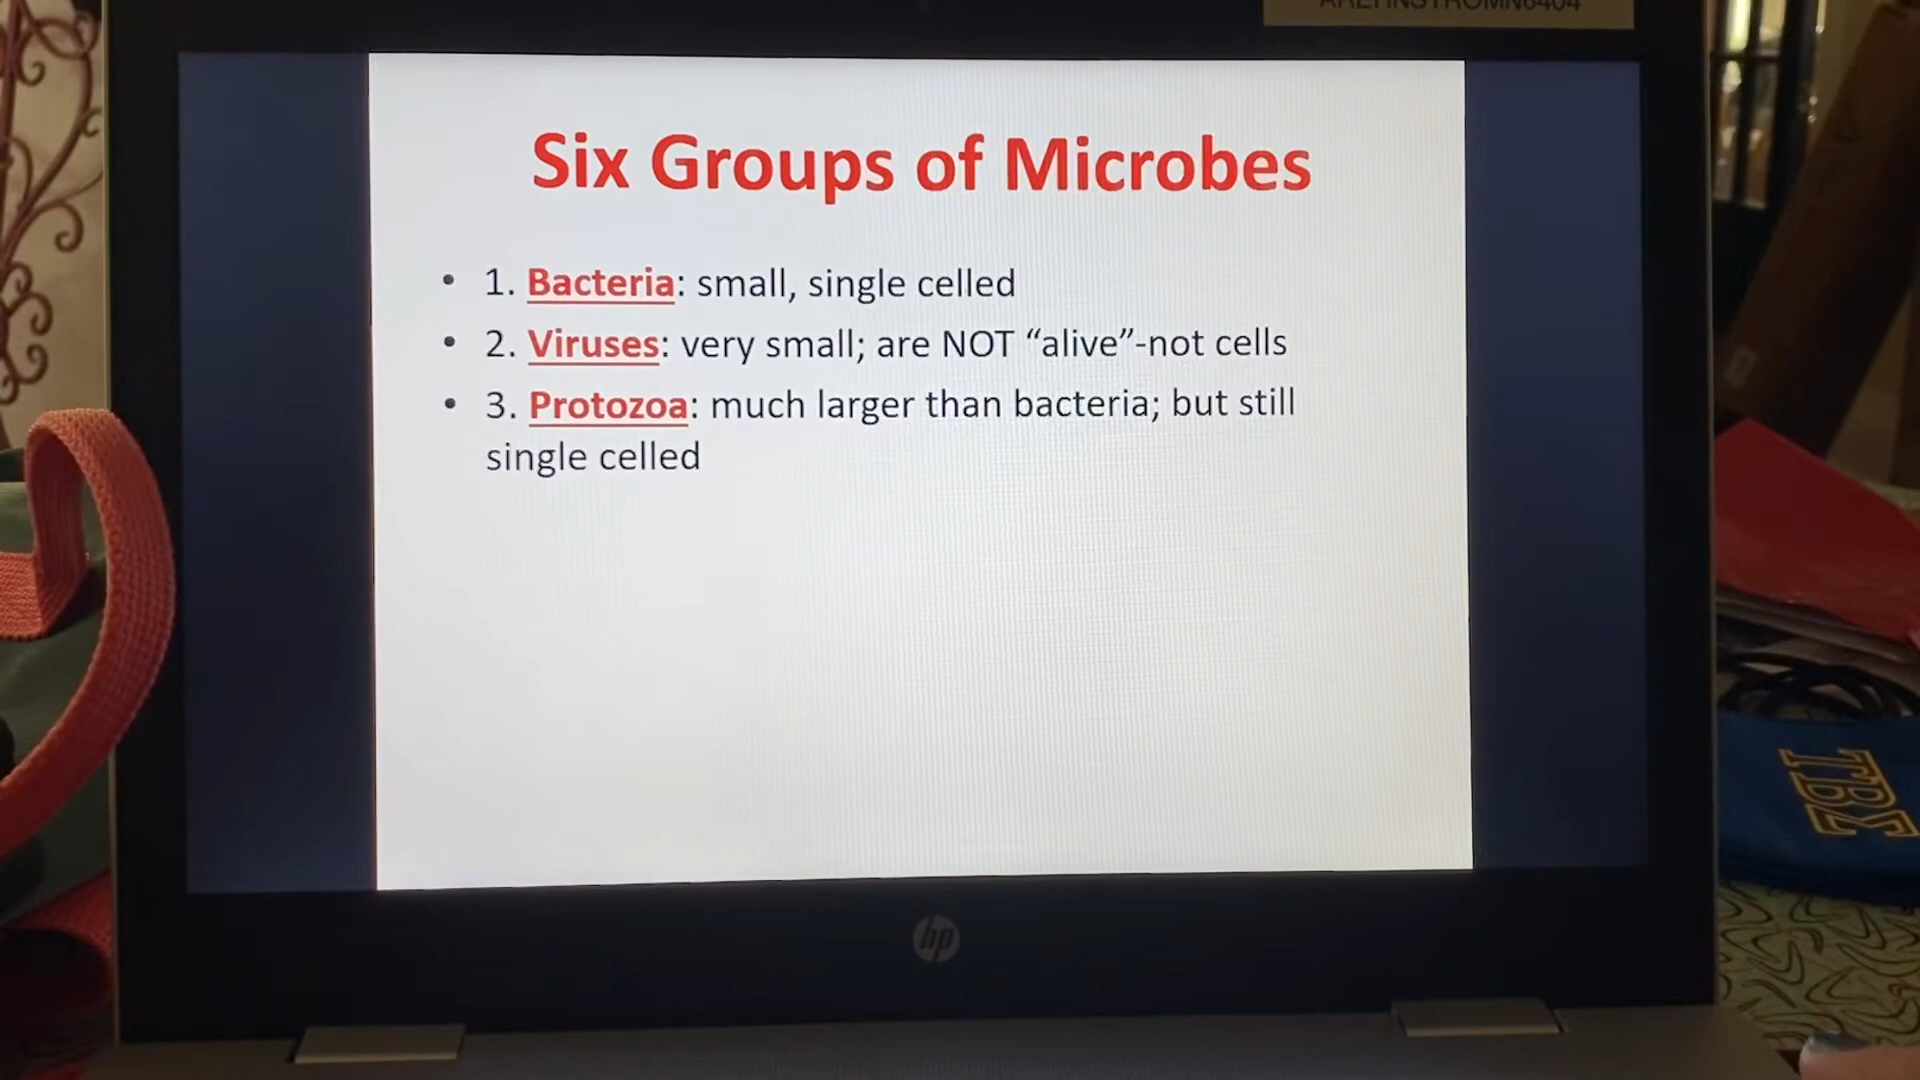 Six Groups of Microbes
• 1. Bacteria: small, single celled
• 2. Viruses: very small; are NOT “alive”-not cells
• 3. Protozoa: much larger than bacteria; but still
single celled
hp
TBE